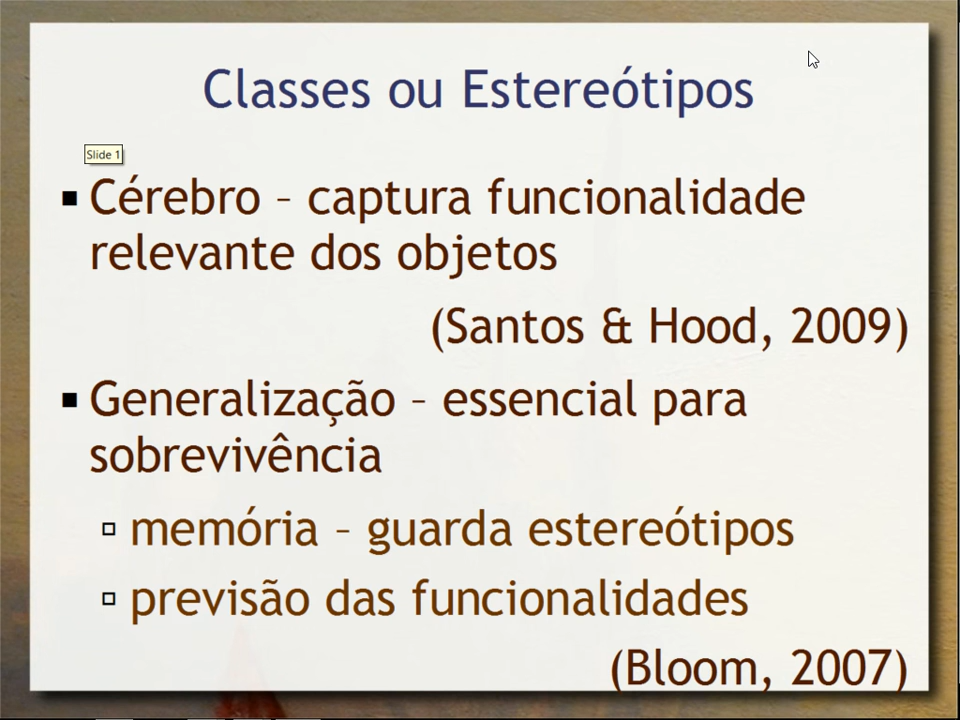 Classes ou Estereótipos
Slide 1
Cérebro – captura funcionalidade
relevante dos objetos
(Santos & Hood, 2009)
Generalização – essencial para
sobrevivência
memória – guarda estereótipos
previsão das funcionalidades
(Bloom, 2007)